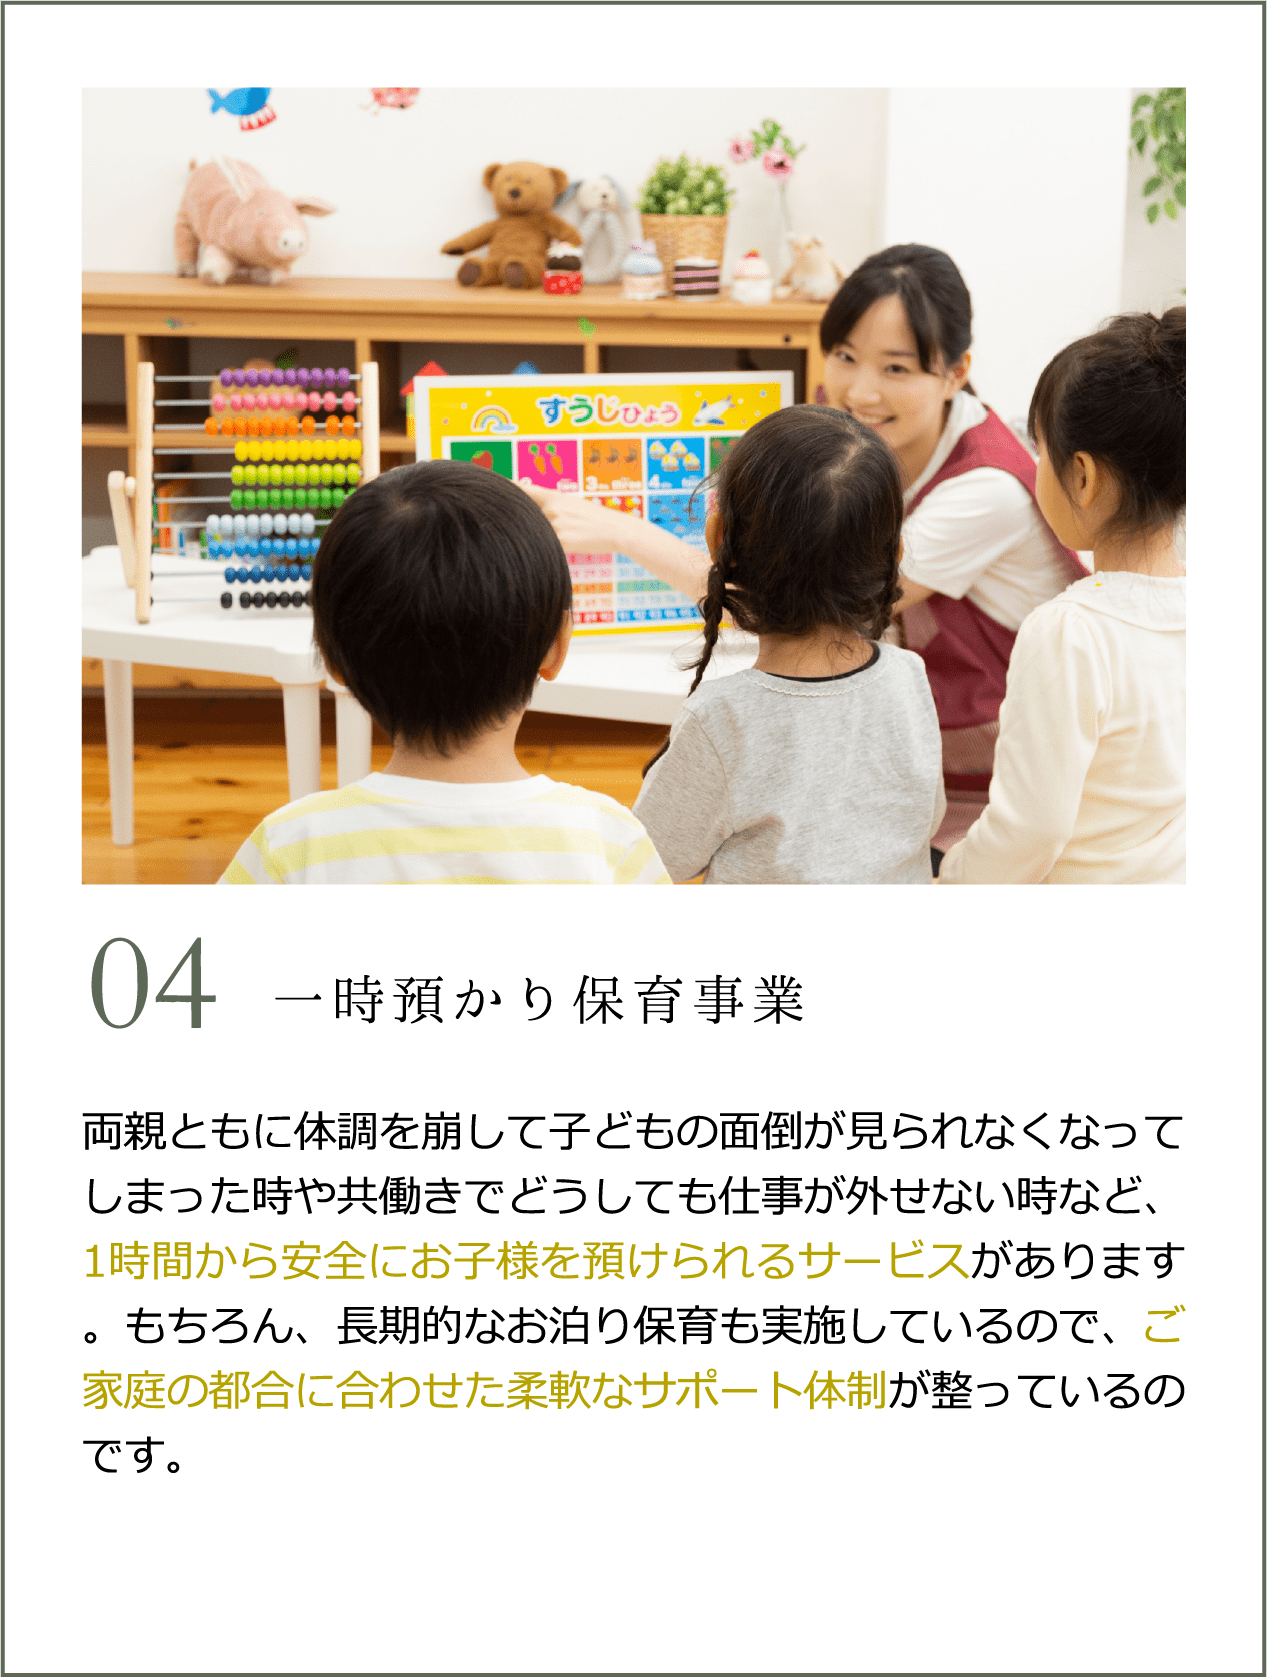 すうじひょう
04 一時預かり保育事業
両親ともに体調を崩して子どもの面倒が見られなくなって
しまった時や共働きでどうしても仕事が外せない時など、
1時間から安全にお子様を預けられるサービスがあります
。もちろん、長期的なお泊り保育も実施しているので、ご
家庭の都合に合わせた柔軟なサポート体制が整っているの
です。